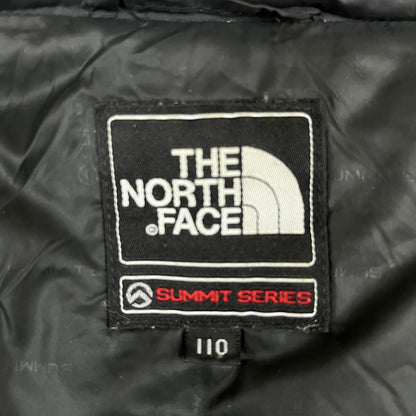 THE
NORTH
©FACE
SUMMIT SERIES
110